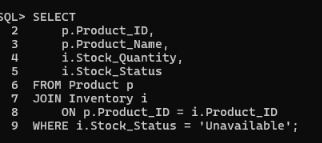 SQL> SELECT
2 p.Product_ID,
3 p.Product_Name,
4 i.Stock_Quantity,
5 i.Stock_Status
6 FROM Product p
7 JOIN Inventory i
8 ON p.Product_ID = i.Product_ID
9 WHERE i.Stock_Status = 'Unavailable';